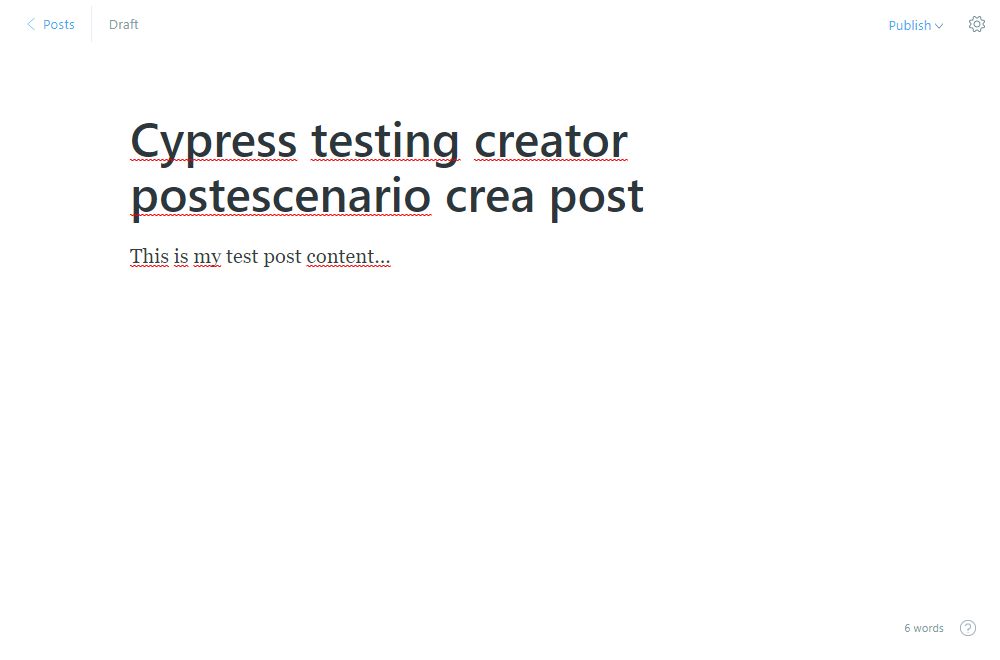 Posts
Draft
Publish
Cypress testing creator
postescenario crea post
This is my test post content...
6 words
?